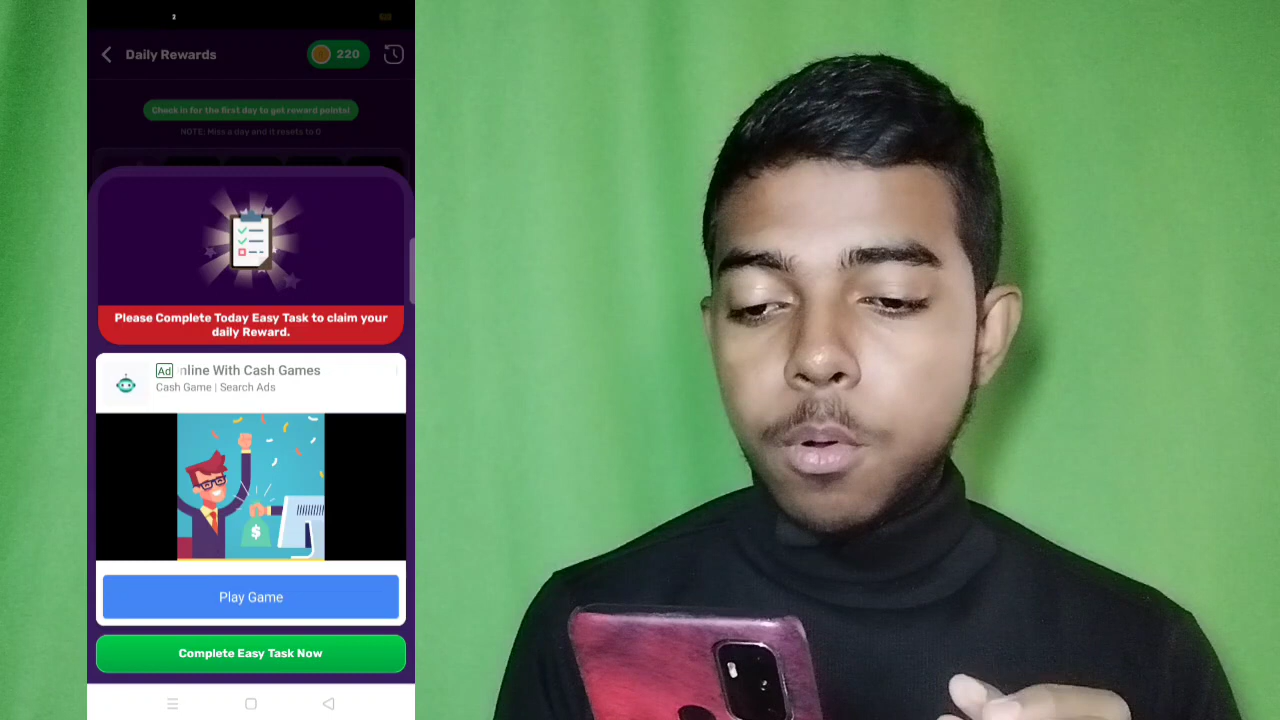 Daily Rewards
220
Check in for the first day to get reward points!
NOTE: Miss a day and it resets to 0
Please Complete Today Easy Task to claim your
daily Reward.
Ad nline With Cash Games
Cash Game | Search Ads
$
Play Game
Complete Easy Task Now